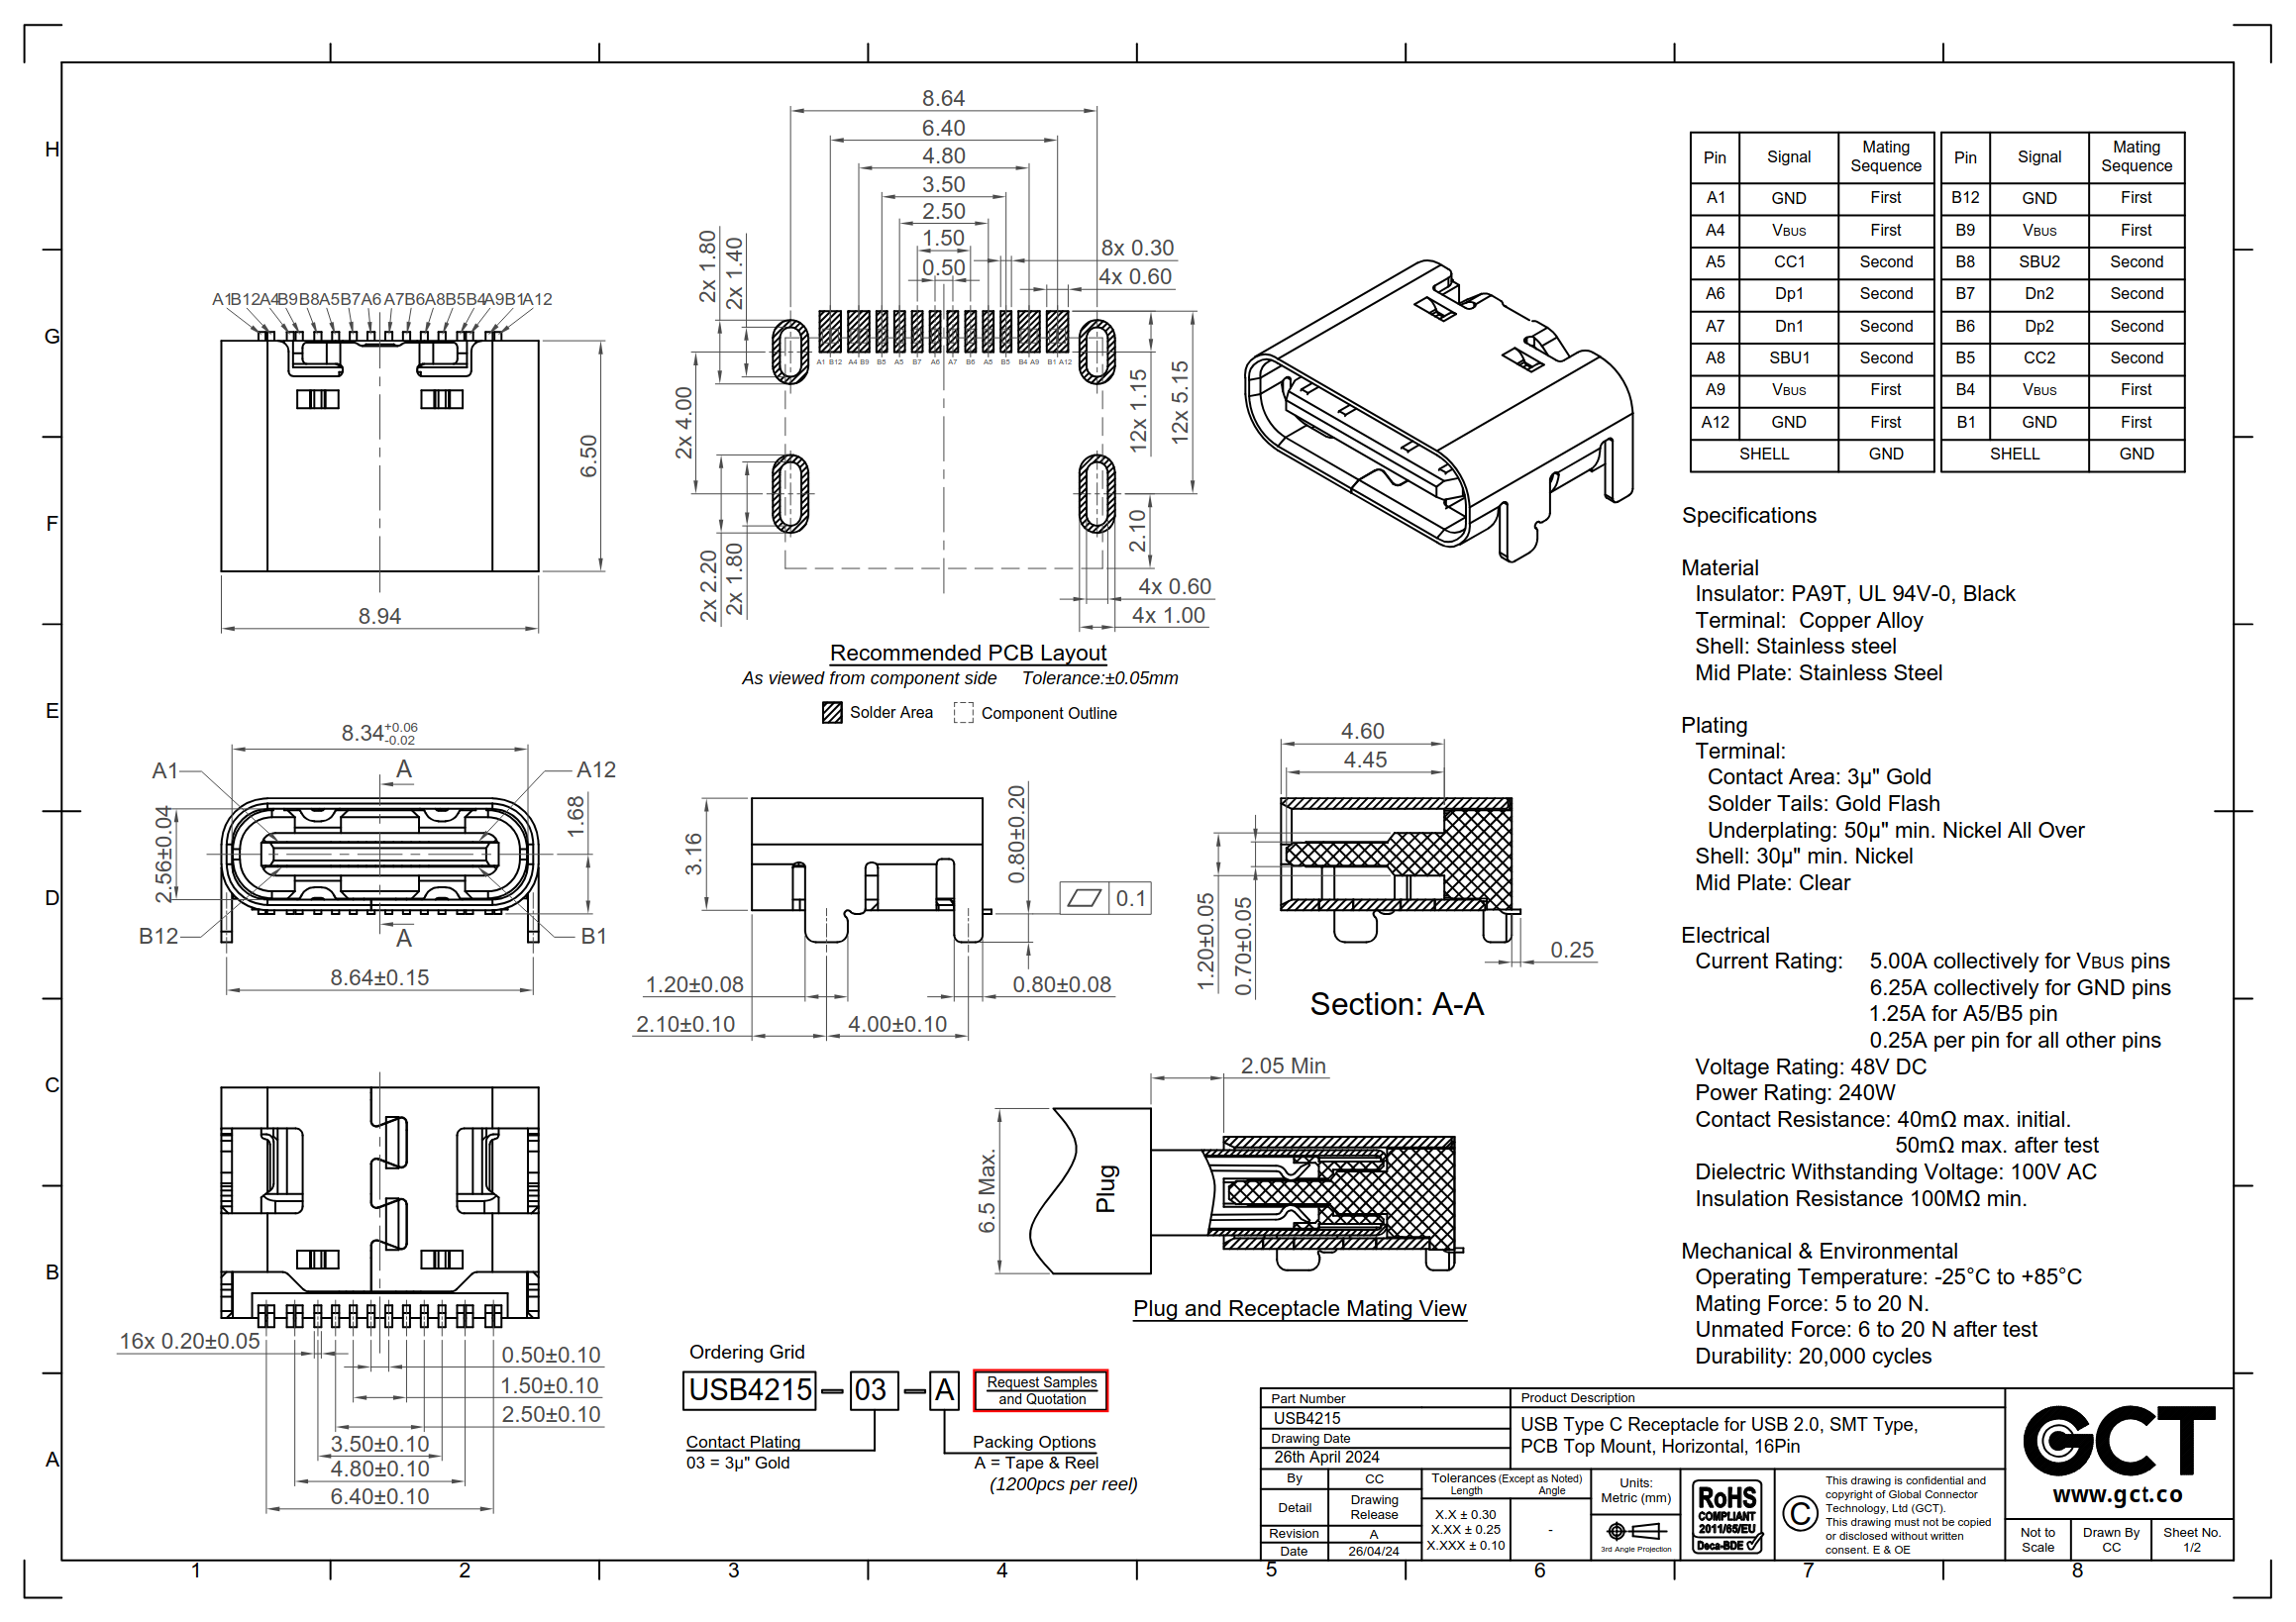 H
G
F
E
D
C
B
A
8.64
6.40
4.80
3.50
2.50
1.50
0.50
8x 0.30
4x 0.60
2x 1.80
2x 1.40
2x 4.00
12x 1.15
12x 5.15
2.10
2x 2.20
2x 1.80
4x 0.60
4x 1.00
A1 B12 A4 B9 B5 A5 B7 A6 A7 B6 A8 B5 B4 A9 B1 A12
Recommended PCB Layout
As viewed from component side Tolerance:±0.05mm
Solder Area Component Outline
A1B12A4B9B8A5B7A6 A7B6A8B5B4A9B1A12
6.50
8.94
Pin Signal Mating Sequence Pin Signal Mating Sequence
A1 GND First B12 GND First
A4 VBUS First B9 VBUS First
A5 CC1 Second B8 SBU2 Second
A6 Dp1 Second B7 Dn2 Second
A7 Dn1 Second B6 Dp2 Second
A8 SBU1 Second B5 CC2 Second
A9 VBUS First B4 VBUS First
A12 GND First B1 GND First
SHELL GND SHELL GND
Specifications
Material
Insulator: PA9T, UL 94V-0, Black
Terminal: Copper Alloy
Shell: Stainless steel
Mid Plate: Stainless Steel
Plating
Terminal:
Contact Area: 3µ" Gold
Solder Tails: Gold Flash
Underplating: 50µ" min. Nickel All Over
Shell: 30µ" min. Nickel
Mid Plate: Clear
Electrical
Current Rating: 5.00A collectively for VBUS pins
6.25A collectively for GND pins
1.25A for A5/B5 pin
0.25A per pin for all other pins
Voltage Rating: 48V DC
Power Rating: 240W
Contact Resistance: 40mΩ max. initial.
50mΩ max. after test
Dielectric Withstanding Voltage: 100V AC
Insulation Resistance 100MΩ min.
Mechanical & Environmental
Operating Temperature: -25°C to +85°C
Mating Force: 5 to 20 N.
Unmated Force: 6 to 20 N after test
Durability: 20,000 cycles
8.34 +0.06 -0.02
A1
A
A12
2.56±0.04
1.68
B12
A
B1
8.64±0.15
3.16
0.80±0.20
0.1
1.20±0.08
0.80±0.08
2.10±0.10
4.00±0.10
4.60
4.45
1.20±0.05
0.70±0.05
0.25
Section: A-A
16x 0.20±0.05
0.50±0.10
1.50±0.10
2.50±0.10
3.50±0.10
4.80±0.10
6.40±0.10
2.05 Min
6.5 Max.
Plug
Plug and Receptacle Mating View
Ordering Grid
USB4215 03 A
Request Samples
and Quotation
Contact Plating
03 = 3µ" Gold
Packing Options
A = Tape & Reel
(1200pcs per reel)
Part Number
USB4215
Drawing Date
26th April 2024
Product Description
USB Type C Receptacle for USB 2.0, SMT Type,
PCB Top Mount, Horizontal, 16Pin
By CC
Detail Drawing Release
Revision A
Date 26/04/24
Tolerances (Except as Noted)
Length Angle
X.X ± 0.30
X.XX ± 0.25
X.XXX ± 0.10
-
Units:
Metric (mm)
3rd Angle Projection
RoHS
COMPLIANT
2011/65/EU
Deca-BDE
C
This drawing is confidential and
copyright of Global Connector
Technology, Ltd (GCT).
This drawing must not be copied
or disclosed without written
consent. E & OE
GCT
www.gct.co
Not to Scale
Drawn By CC
Sheet No. 1/2
1 2 3 4 5 6 7 8